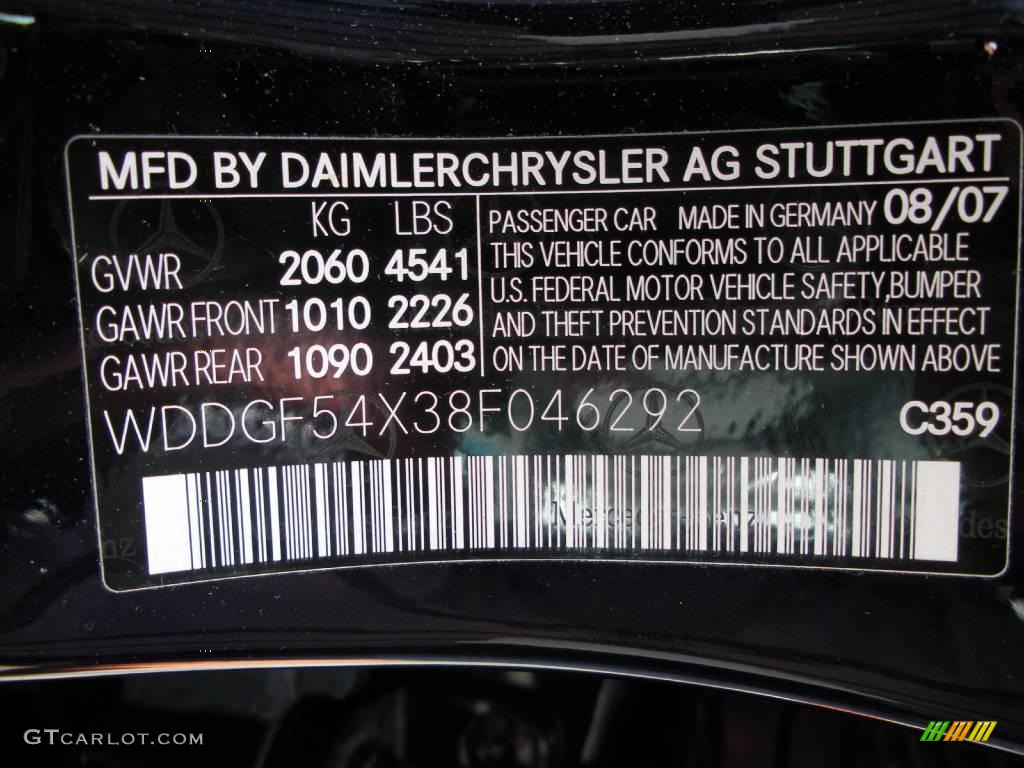 MFD BY DAIMLERCHRYSLER AG STUTTGART
KG LBS
GVWR 2060 4541
GAWR FRONT 1010 2226
GAWR REAR 1090 2403
PASSENGER CAR MADE IN GERMANY 08/07
THIS VEHICLE CONFORMS TO ALL APPLICABLE
U.S. FEDERAL MOTOR VEHICLE SAFETY,BUMPER
AND THEFT PREVENTION STANDARDS IN EFFECT
ON THE DATE OF MANUFACTURE SHOWN ABOVE
WDDGF54X38F046292 C359
GTCARLOT.COM